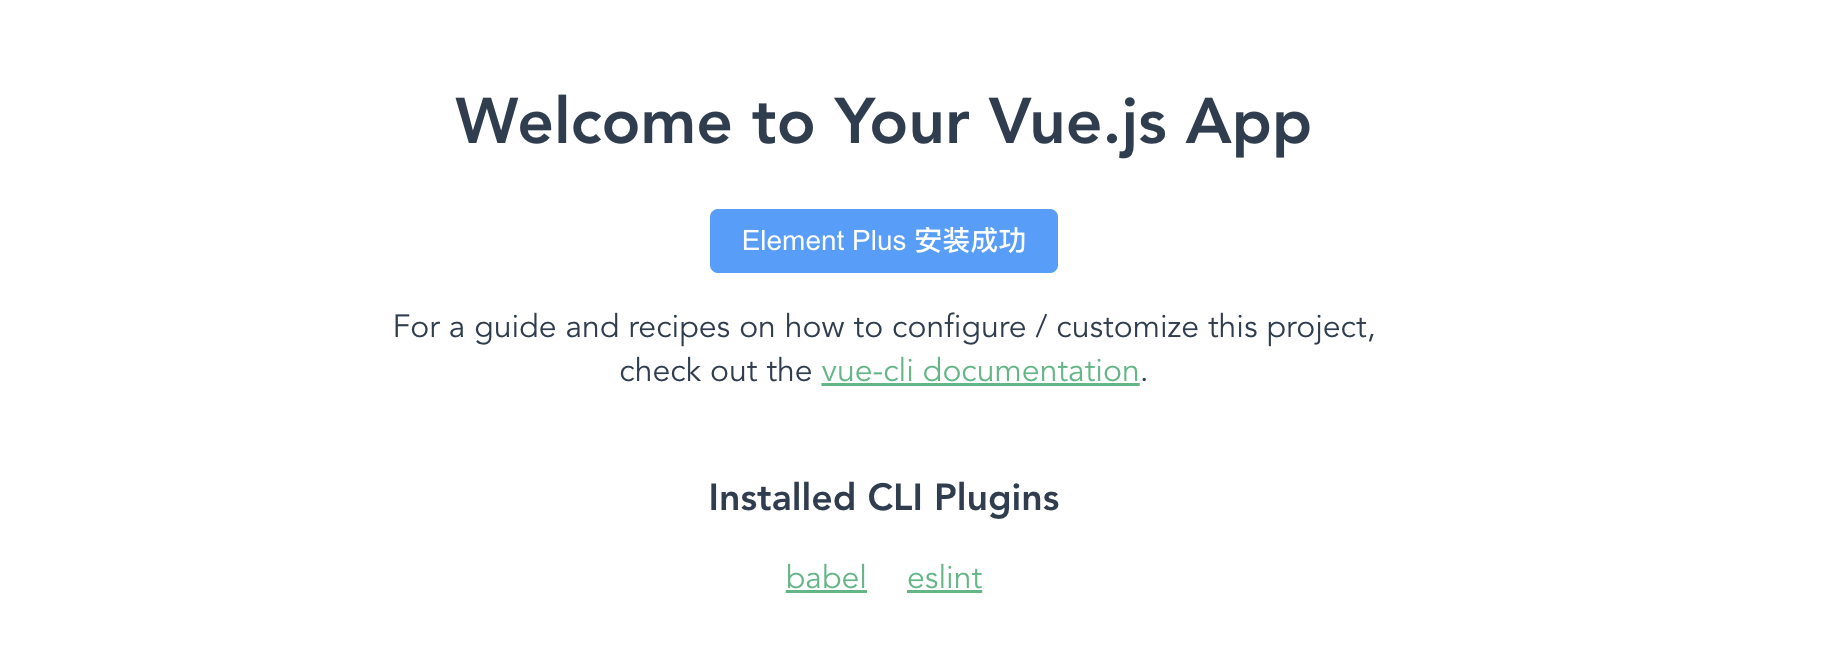 Welcome to Your Vue.js App
Element Plus 安装成功
For a guide and recipes on how to configure / customize this project,
check out the vue-cli documentation.
Installed CLI Plugins
babel eslint